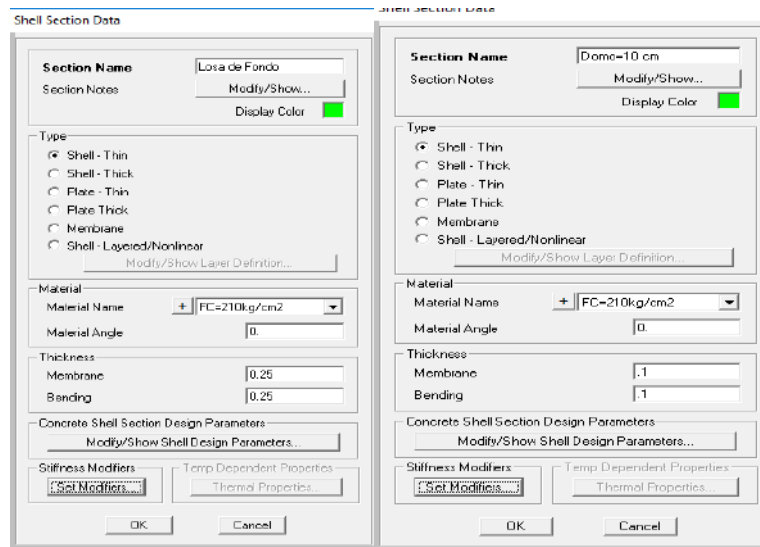 Shell Section Data
Section Name Losa de Fondo
Section Notes Modify/Show...
Display Color
Type
Shell - Thin
Shell - Thick
Plate - Thin
Plate Thick
Membrane
Shell - Layered/Nonlinear
Modify/Show Layer Definition...
Material
Material Name + FC=210kg/cm2
Material Angle 0.
Thickness
Membrane 0.25
Bending 0.25
Concrete Shell Section Design Parameters
Modify/Show Shell Design Parameters...
Stiffness Modifiers Temp Dependent Properties
Set Modifiers... Thermal Properties...
OK Cancel
Shell Section Data
Section Name Domo=10 cm
Section Notes Modify/Show...
Display Color
Type
Shell - Thin
Shell - Thick
Plate - Thin
Plate Thick
Membrane
Shell - Layered/Nonlinear
Modify/Show Layer Definition...
Material
Material Name + FC=210kg/cm2
Material Angle 0.
Thickness
Membrane .1
Bending .1
Concrete Shell Section Design Parameters
Modify/Show Shell Design Parameters...
Stiffness Modifiers Temp Dependent Properties
Set Modifiers... Thermal Properties...
OK Cancel